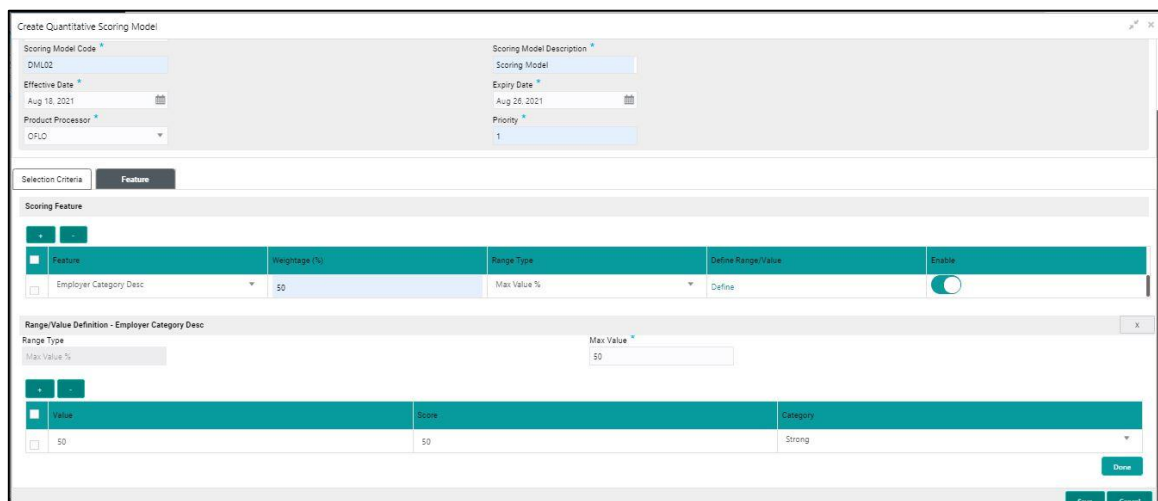 Create Quantitative Scoring Model
Scoring Model Code * Scoring Model Description *
DML02 Scoring Model
Effective Date * Expiry Date *
Aug 18, 2021 Aug 26, 2021
Product Processor * Priority *
OFLO 1
Selection Criteria Feature
Scoring Feature
+ -
Feature Weightage (%) Range Type Define Range/Value Enable
Employer Category Desc 50 Max Value % Define
Range/Value Definition - Employer Category Desc X
Range Type Max Value *
Max Value % 50
+ -
Value Score Category
50 50 Strong
Done
Save Cancel